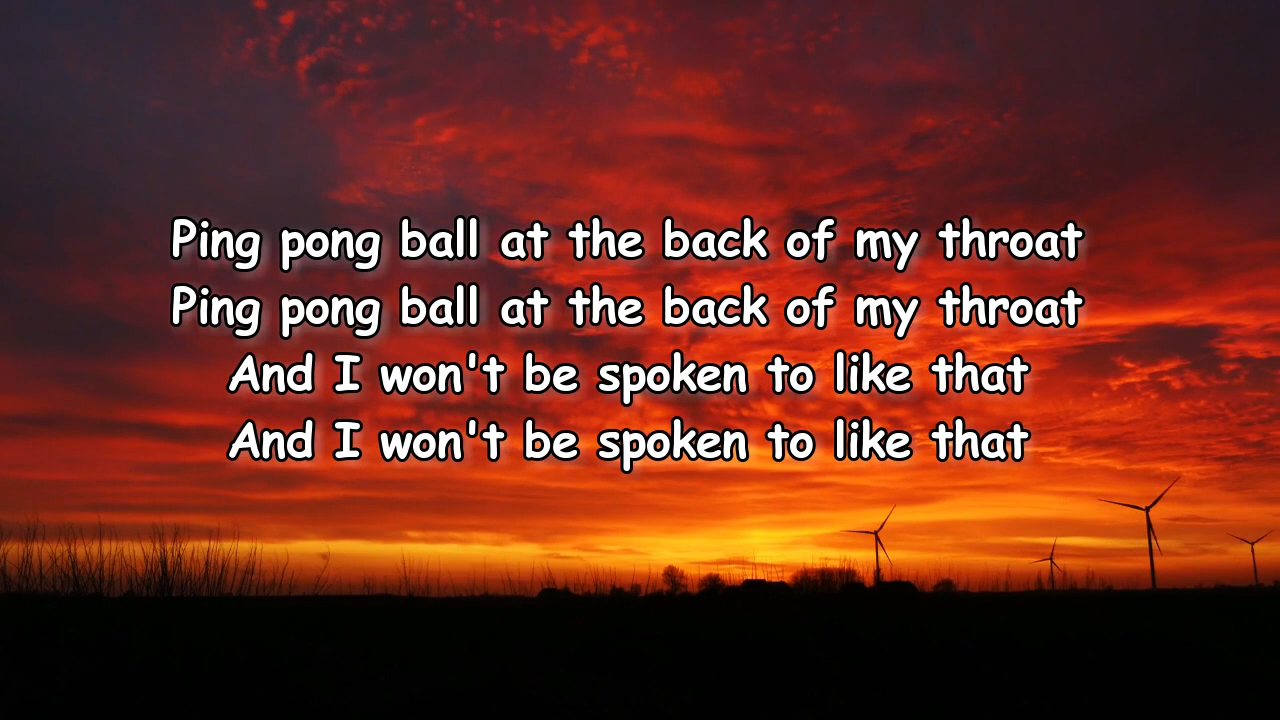 Ping pong ball at the back of my throat
Ping pong ball at the back of my throat
And I won't be spoken to like that
And I won't be spoken to like that